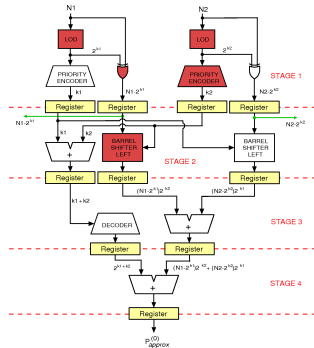 N1 N2
LOD LOD
2^k1 2^k2
PRIORITY ENCODER PRIORITY ENCODER
STAGE 1
k1 N1-2^k1 k2 N2-2^k2
Register Register Register Register
N1-2^k1 k1 k2 N2-2^k2
+ BARREL SHIFTER LEFT BARREL SHIFTER LEFT
STAGE 2
Register Register Register
(N1-2^k1)2^k2 (N2-2^k2)2^k1
k1+k2
DECODER + STAGE 3
Register Register
2^k1+k2 (N1-2^k1)2^k2+(N2-2^k2)2^k1
+ STAGE 4
Register
P^(0)_approx